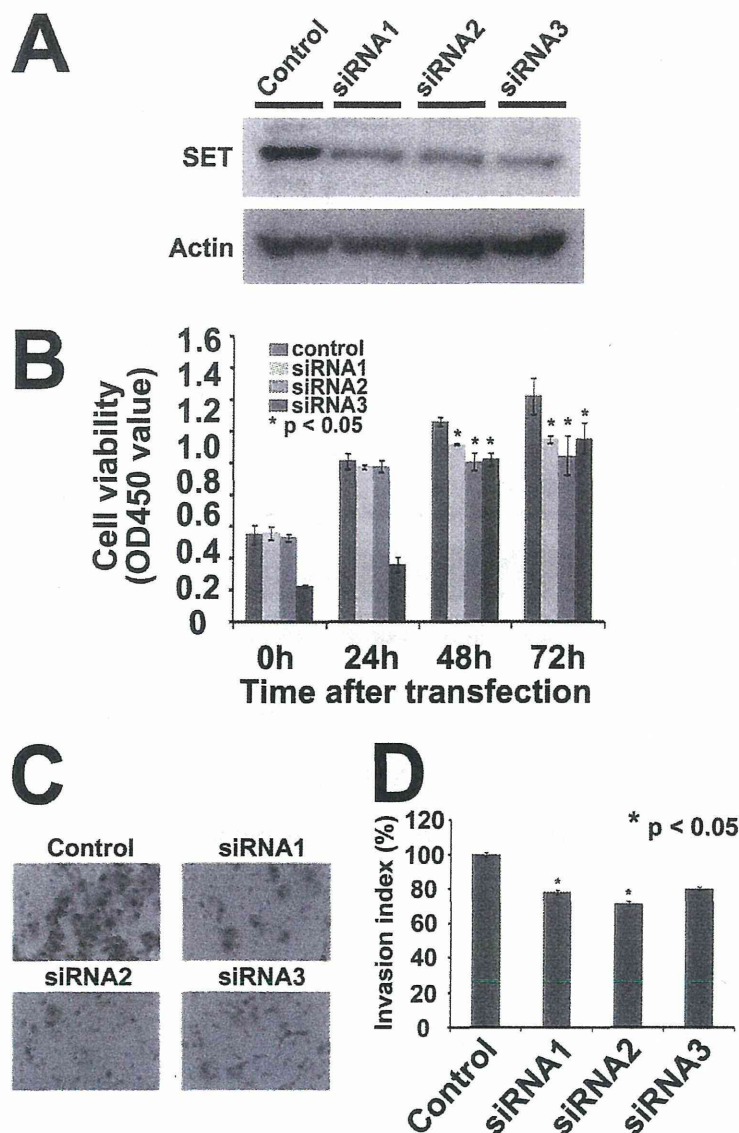 A
Control
siRNA1
siRNA2
siRNA3
SET
Actin
B
Cell viability
(OD450 value)
1.6
1.4
1.2
1.0
0.8
0.6
0.4
0.2
0
control
siRNA1
siRNA2
siRNA3
* p < 0.05
* * *
* * *
0h 24h 48h 72h
Time after transfection
C
Control siRNA1
siRNA2 siRNA3
D
* p < 0.05
Invasion index (%)
120
100
80
60
40
20
0
* *
Control
siRNA1
siRNA2
siRNA3